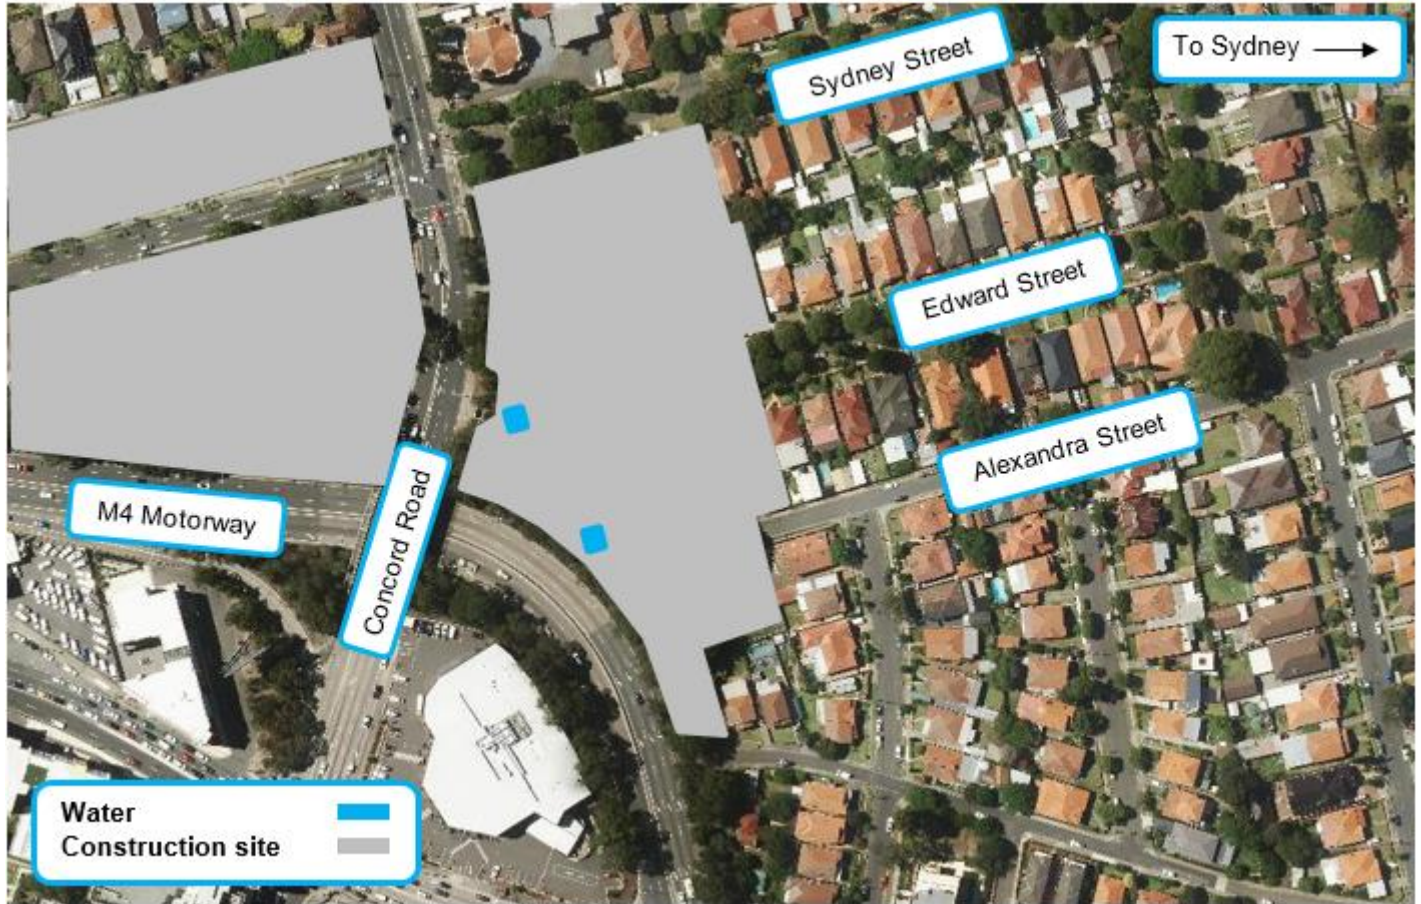 Sydney Street
To Sydney
Edward Street
Alexandra Street
M4 Motorway
Concord Road
Water
Construction site